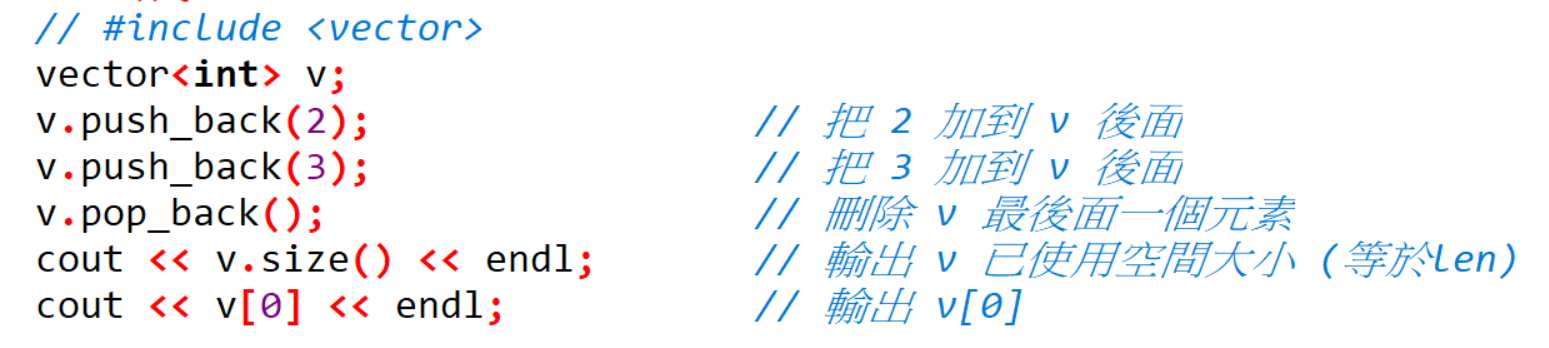 // #include <vector>
vector<int> v;
v.push_back(2); // 把 2 加到 v 後面
v.push_back(3); // 把 3 加到 v 後面
v.pop_back(); // 刪除 v 最後面一個元素
cout << v.size() << endl; // 輸出 v 已使用空間大小 (等於len)
cout << v[0] << endl; // 輸出 v[0]